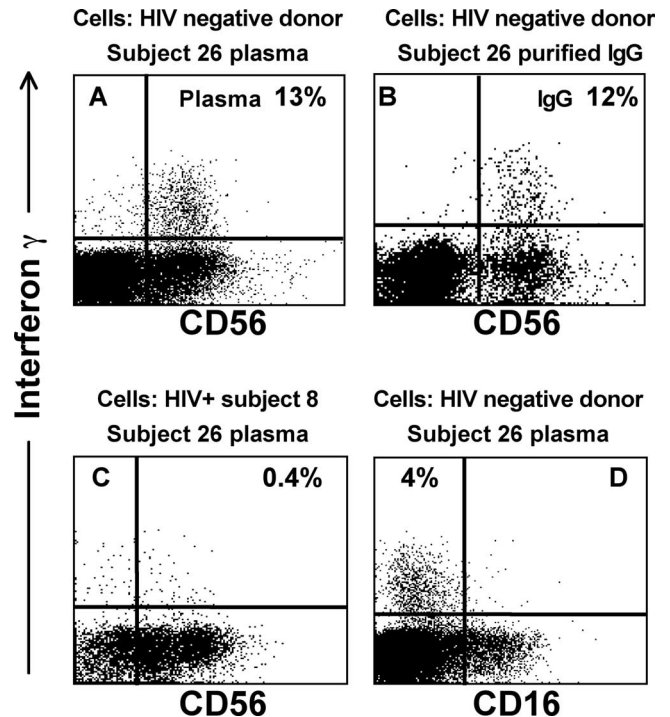 Cells: HIV negative donor
Subject 26 plasma
Cells: HIV negative donor
Subject 26 purified IgG
A
Plasma 13%
B
IgG 12%
CD56
CD56
Interferon γ
Cells: HIV+ subject 8
Subject 26 plasma
Cells: HIV negative donor
Subject 26 plasma
C
0.4%
4%
D
CD56
CD16